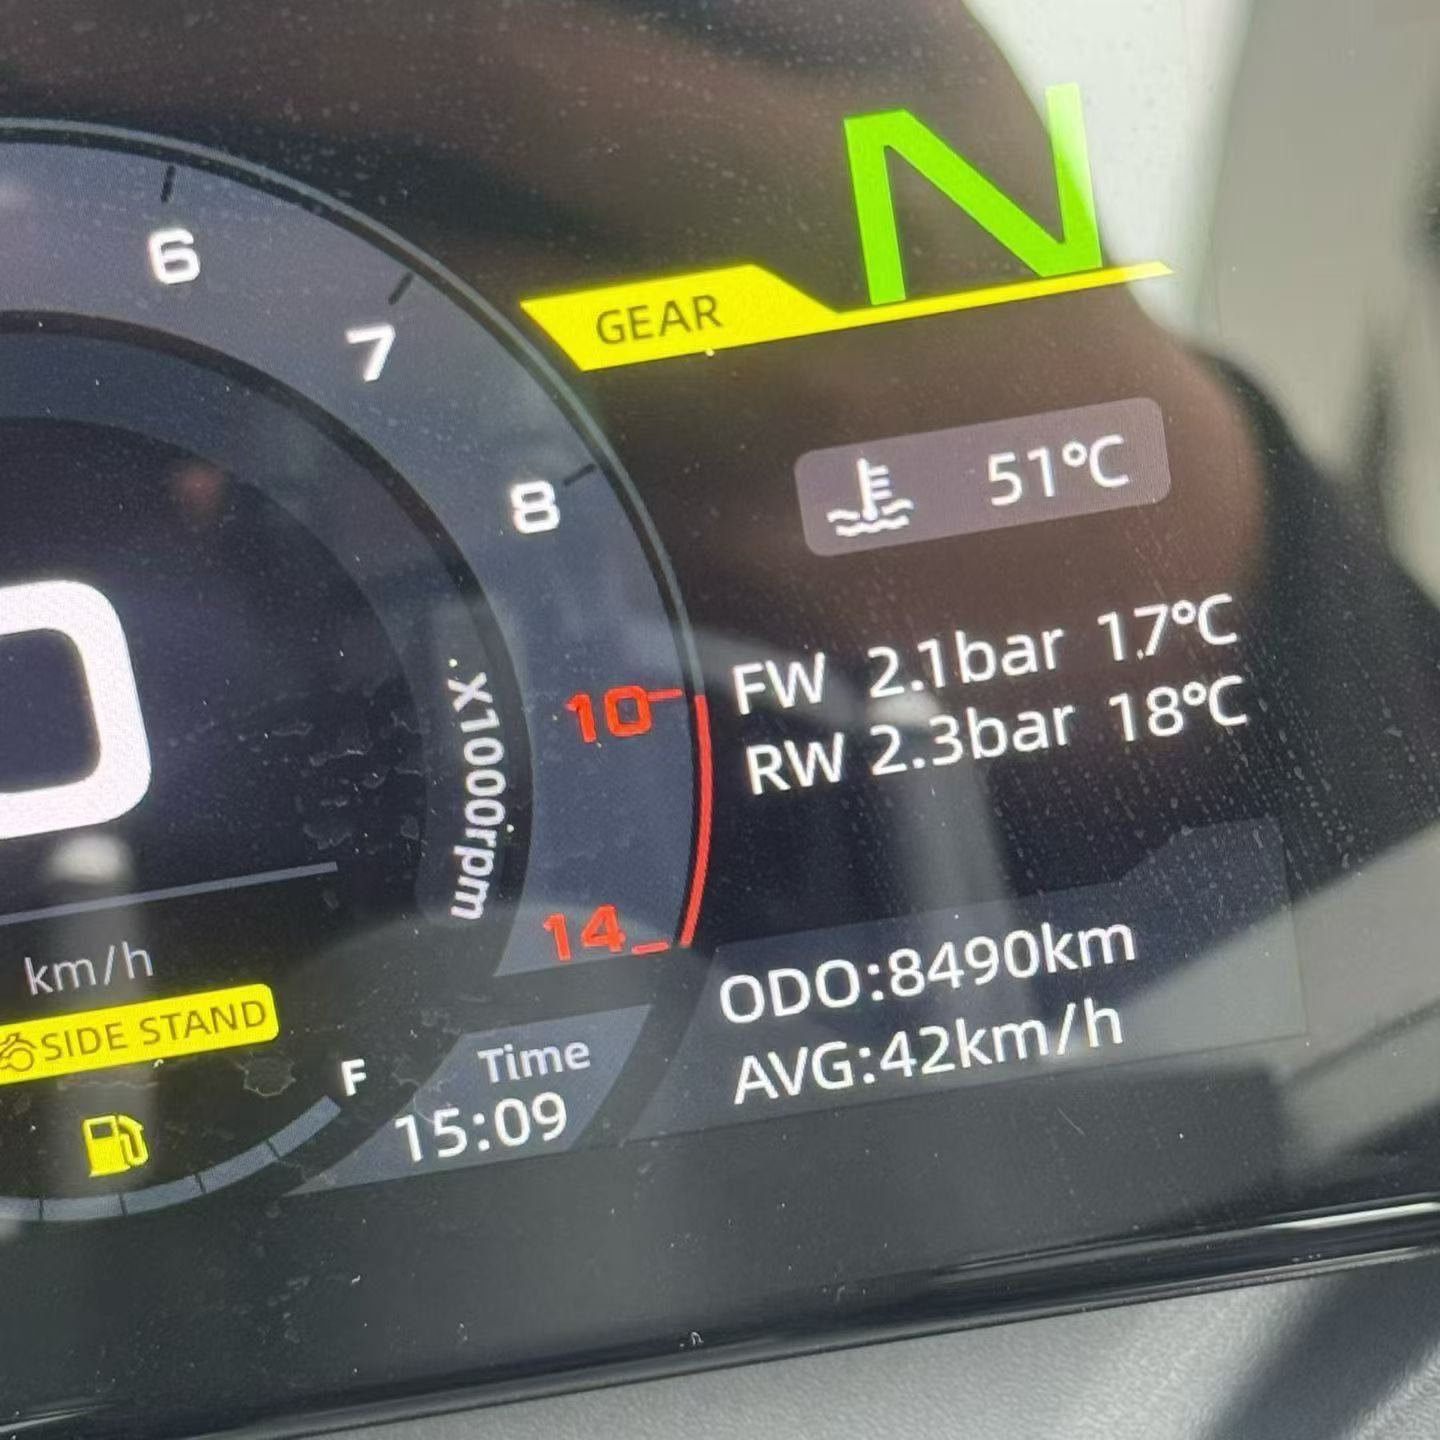 N
GEAR
6
7
8
10
14
X1000rpm
51°C
FW 2.1bar 17°C
RW 2.3bar 18°C
0
km/h
SIDE STAND
F
Time
15:09
ODO:8490km
AVG:42km/h